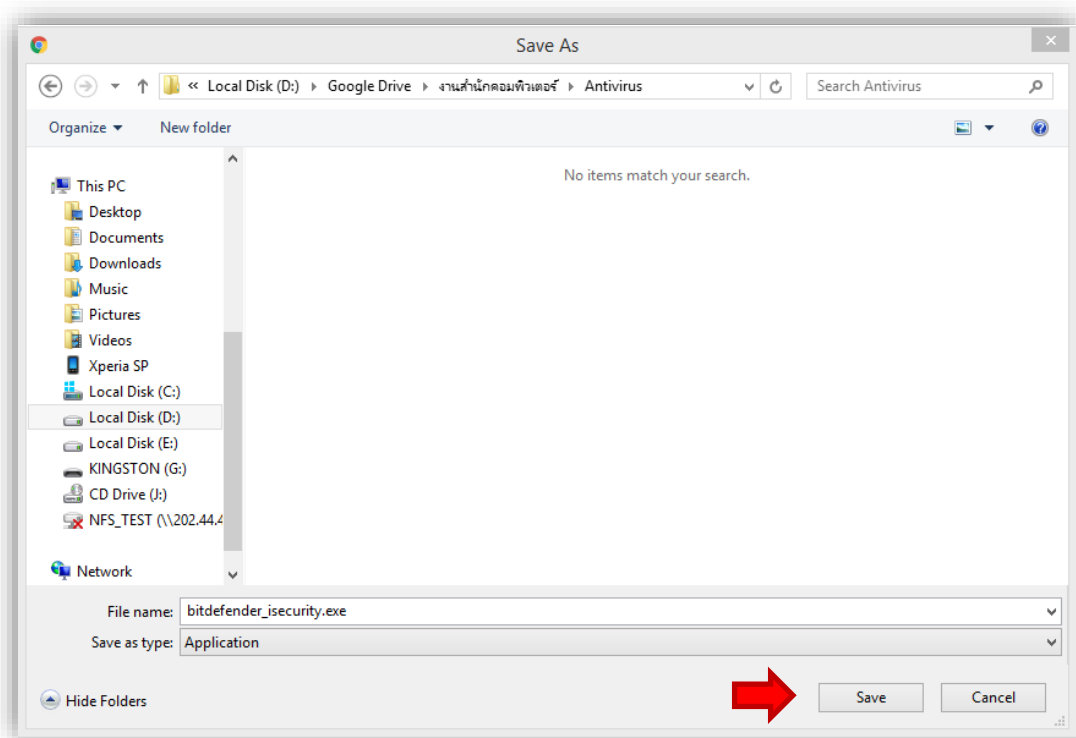 Save As
« Local Disk (D:) Google Drive งานสำนักคอมพิวเตอร์ Antivirus
Search Antivirus
Organize New folder
No items match your search.
This PC
Desktop
Documents
Downloads
Music
Pictures
Videos
Xperia SP
Local Disk (C:)
Local Disk (D:)
Local Disk (E:)
KINGSTON (G:)
CD Drive (J:)
NFS_TEST (\\202.44.4
Network
File name: bitdefender_isecurity.exe
Save as type: Application
Hide Folders
Save Cancel